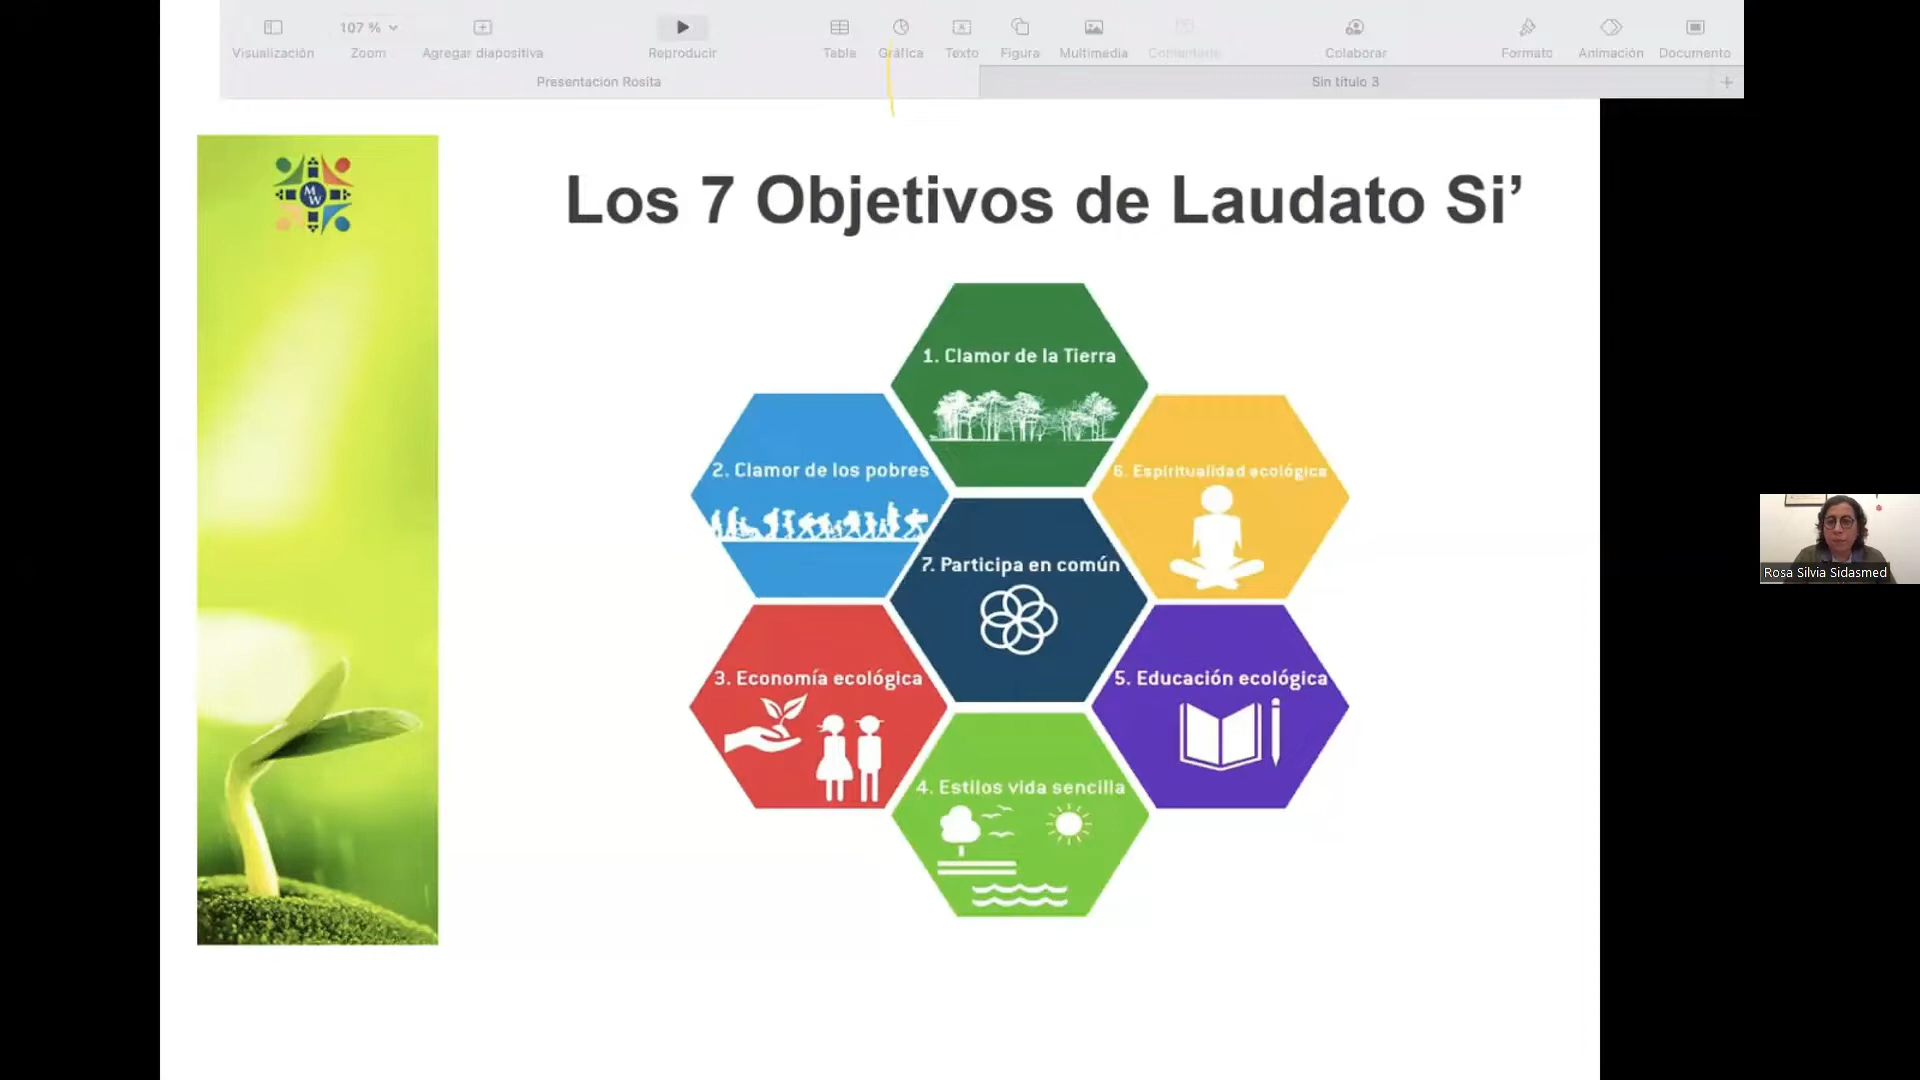 107 %
Visualización Zoom Agregar diapositiva Reproducir Tabla Gráfica Texto Figura Multimedia Comentario Colaborar Formato Animación Documento
Presentacion Rosita Sin título 3
M
W
Los 7 Objetivos de Laudato Si’
1. Clamor de la Tierra
2. Clamor de los pobres
6. Espiritualidad ecológica
7. Participa en común
3. Economía ecológica
5. Educación ecológica
4. Estilos vida sencilla
Rosa Silvia Sidasmed